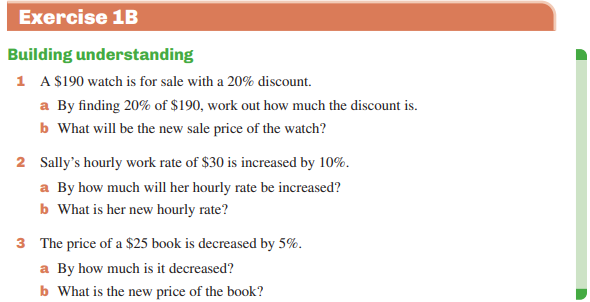 Exercise 1B
Building understanding
1 A $190 watch is for sale with a 20% discount.
a By finding 20% of $190, work out how much the discount is.
b What will be the new sale price of the watch?
2 Sally's hourly work rate of $30 is increased by 10%.
a By how much will her hourly rate be increased?
b What is her new hourly rate?
3 The price of a $25 book is decreased by 5%.
a By how much is it decreased?
b What is the new price of the book?